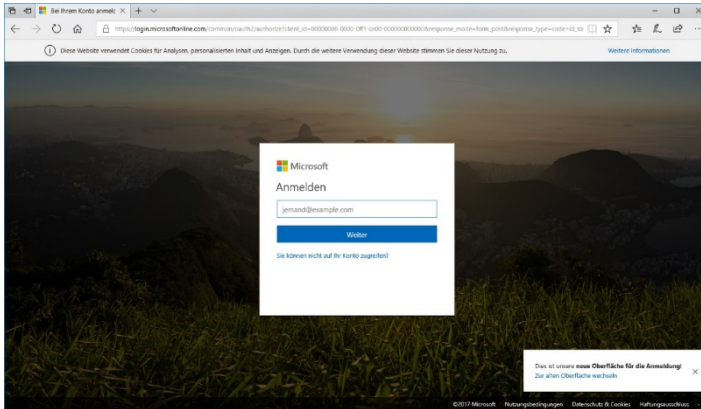 Bei Ihrem Konto anmelc
https://login.microsoftonline.com/common/oauth2/authorize?client_id=00000006-0000-0ff1-ce00-000000000000&response_mode=form_post&response_type=code+id_to
Diese Website verwendet Cookies für Analysen, personalisierten Inhalt und Anzeigen. Durch die weitere Verwendung dieser Website stimmen Sie dieser Nutzung zu.
Weitere Informationen
Microsoft
Anmelden
jemand@example.com
Weiter
Sie können nicht auf Ihr Konto zugreifen?
Dies ist unsere neue Oberfläche für die Anmeldung!
Zur alten Oberfläche wechseln
©2017 Microsoft Nutzungsbedingungen Datenschutz & Cookies Haftungsausschluss